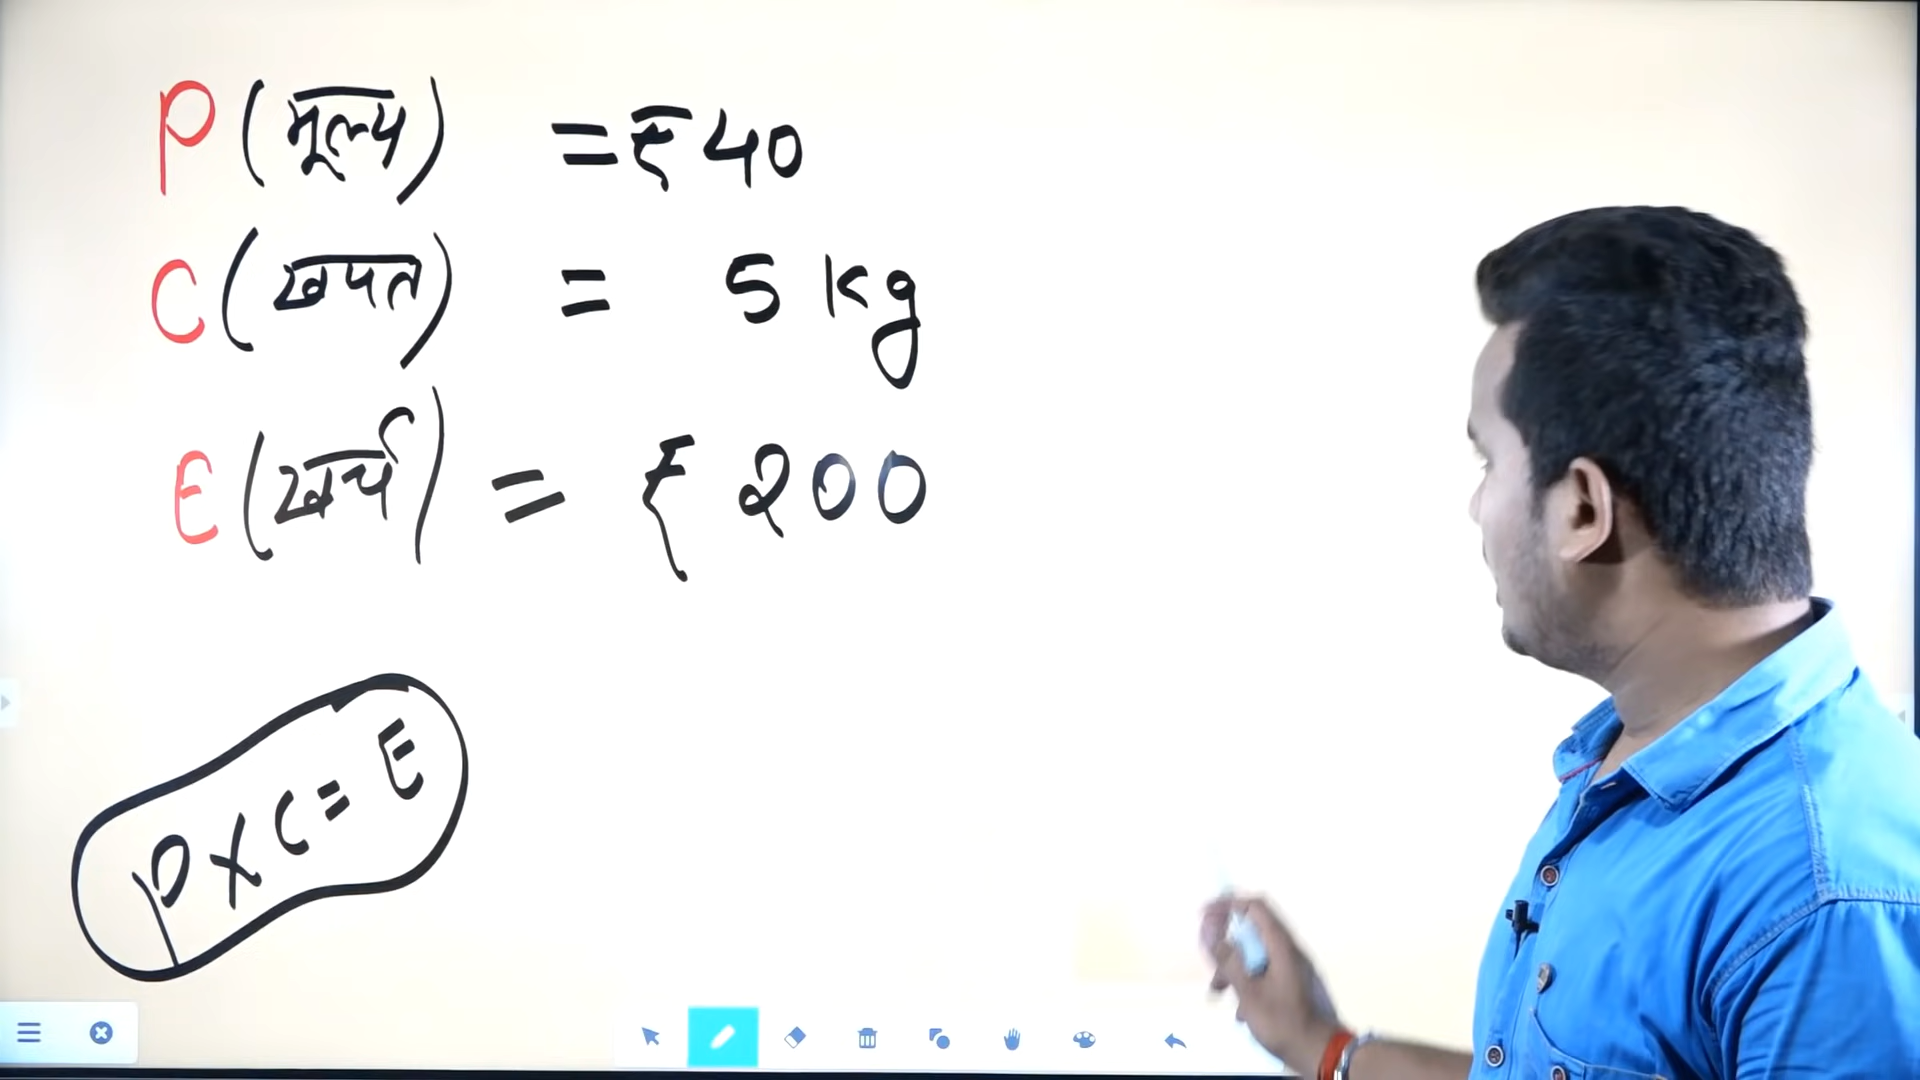 P (मूल्य) = ₹ 40
C (खपत) = 5 kg
E (खर्च) = ₹ 200
P X C = E